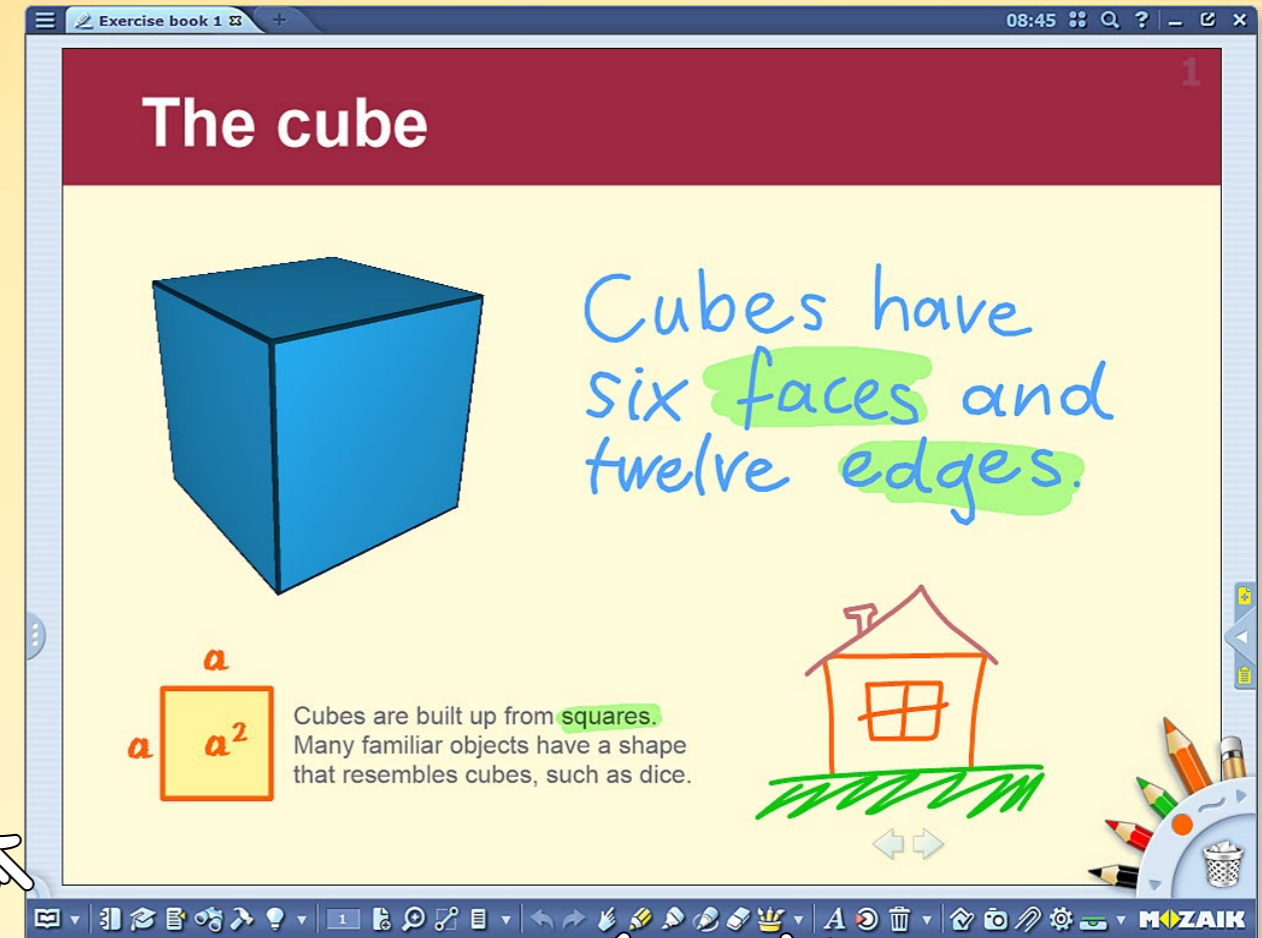 Exercise book 1
08:45
1
The cube
Cubes have
six faces and
twelve edges.
a
a a²
Cubes are built up from squares.
Many familiar objects have a shape
that resembles cubes, such as dice.
1
A
MOZAIK